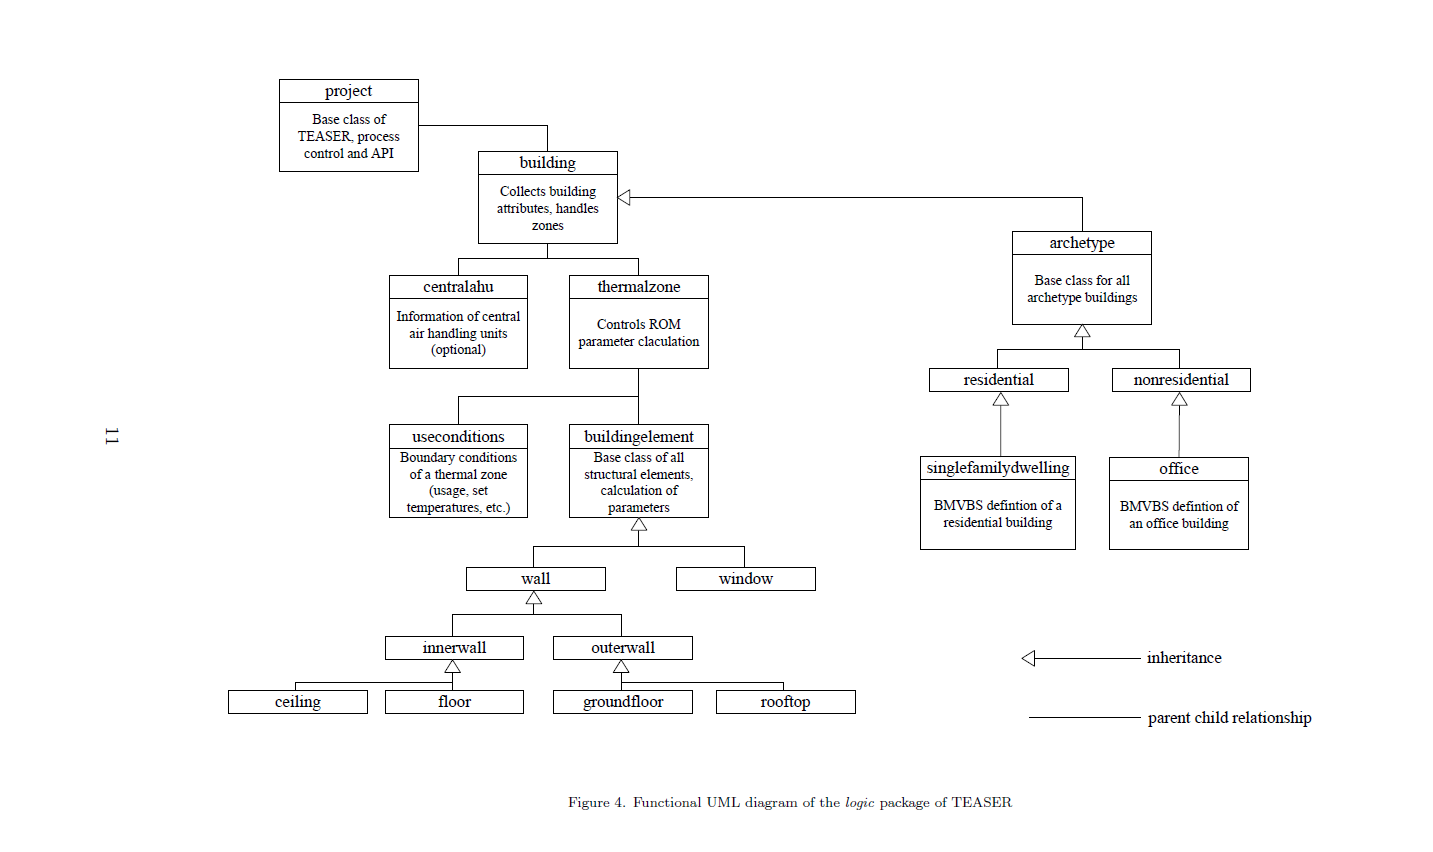 project
Base class of
TEASER, process
control and API
building
Collects building
attributes, handles
zones
archetype
Base class for all
archetype buildings
centralahu
Information of central
air handling units
(optional)
thermalzone
Controls ROM
parameter claculation
residential
nonresidential
useconditions
Boundary conditions
of a thermal zone
(usage, set
temperatures, etc.)
buildingelement
Base class of all
structural elements,
calculation of
parameters
singlefamilydwelling
BMVBS defintion of a
residential building
office
BMVBS defintion of
an office building
wall
window
innerwall
outerwall
ceiling
floor
groundfloor
rooftop
inheritance
parent child relationship
11
Figure 4. Functional UML diagram of the logic package of TEASER